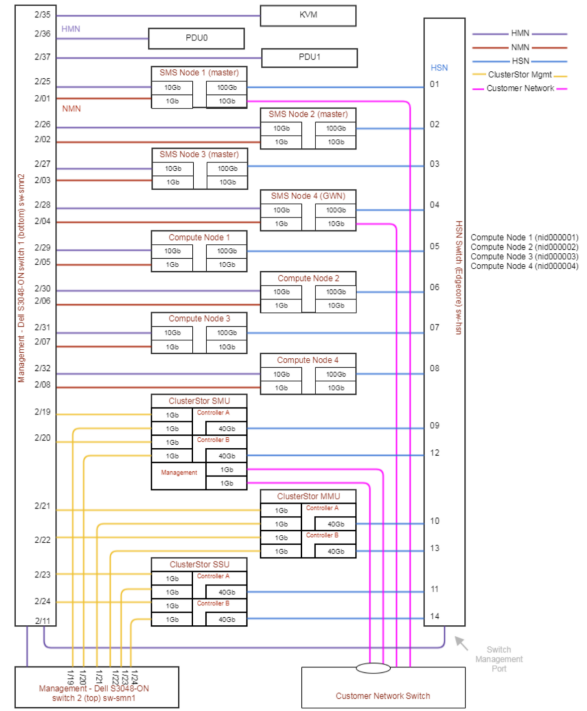 2/35
KVM
HMN
2/36
PDU0
2/37
PDU1
HMN
NMN
HSN
ClusterStor Mgmt
Customer Network
HSN
SMS Node 1 (master)
2/25
10Gb 100Gb
01
2/01
1Gb 10Gb
NMN
SMS Node 2 (master)
2/26
10Gb 100Gb
02
2/02
1Gb 10Gb
SMS Node 3 (master)
2/27
10Gb 100Gb
03
2/03
1Gb 10Gb
SMS Node 4 (GWN)
2/28
10Gb 100Gb
04
2/04
1Gb 10Gb
Compute Node 1
2/29
10Gb 100Gb
05
2/05
1Gb 10Gb
Compute Node 2
2/30
10Gb 100Gb
06
2/06
1Gb 10Gb
Compute Node 3
2/31
10Gb 100Gb
07
2/07
1Gb 10Gb
Compute Node 4
2/32
10Gb 100Gb
08
2/08
1Gb 10Gb
Management - Dell S3048-ON switch 1 (bottom) sw-smn2
HSN Switch (Edgecore) sw-hsn
Compute Node 1 (nid000001)
Compute Node 2 (nid000002)
Compute Node 3 (nid000003)
Compute Node 4 (nid000004)
ClusterStor SMU
2/19
1Gb Controller A
1Gb 40Gb
09
2/20
1Gb Controller B
1Gb 40Gb
12
Management 1Gb
1Gb
ClusterStor MMU
2/21
1Gb Controller A
1Gb 40Gb
10
2/22
1Gb Controller B
1Gb 40Gb
13
ClusterStor SSU
2/23
1Gb Controller A
1Gb 40Gb
11
2/24
1Gb Controller B
1Gb 40Gb
14
2/11
Switch
Management
Port
1/19
1/20
1/21
1/22
1/23
1/24
Management - Dell S3048-ON
switch 2 (top) sw-smn1
Customer Network Switch